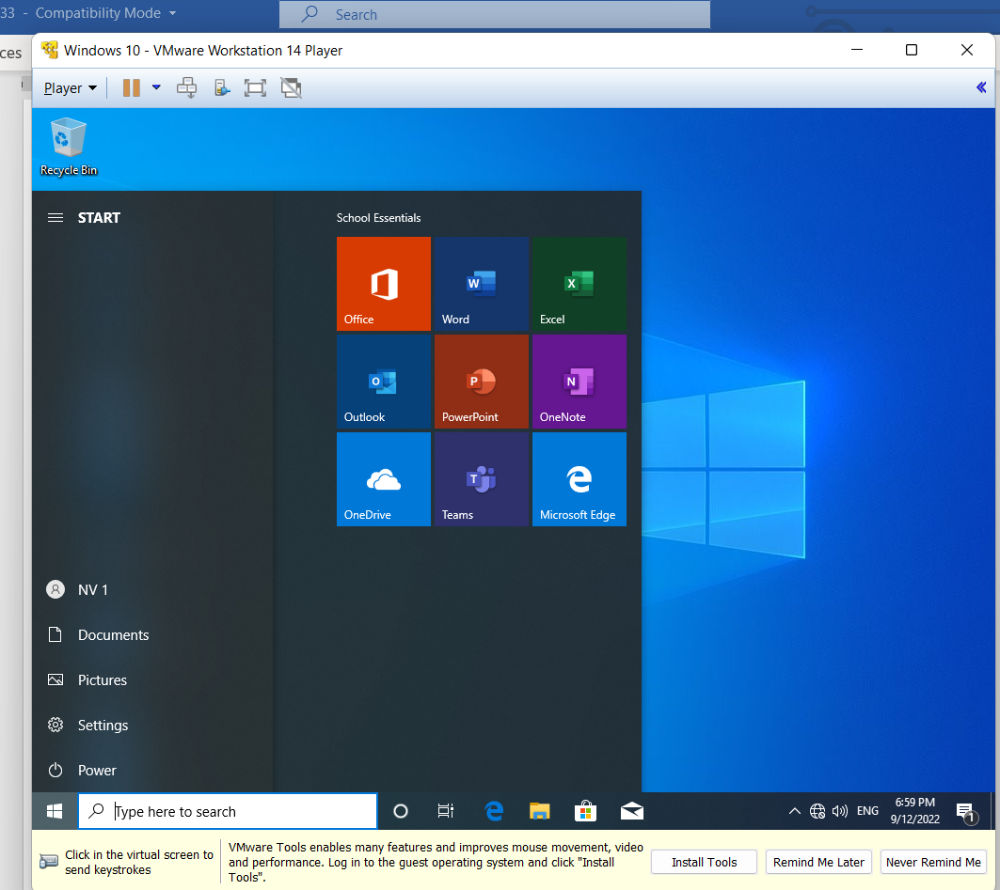 33 - Compatibility Mode
Search
ces
Windows 10 - VMware Workstation 14 Player
Player
Recycle Bin
START
School Essentials
Office
Word
Excel
Outlook
PowerPoint
OneNote
OneDrive
Teams
Microsoft Edge
NV 1
Documents
Pictures
Settings
Power
Type here to search
ENG
6:59 PM
9/12/2022
1
Click in the virtual screen to
send keystrokes
VMware Tools enables many features and improves mouse movement, video
and performance. Log in to the guest operating system and click "Install
Tools".
Install Tools
Remind Me Later
Never Remind Me